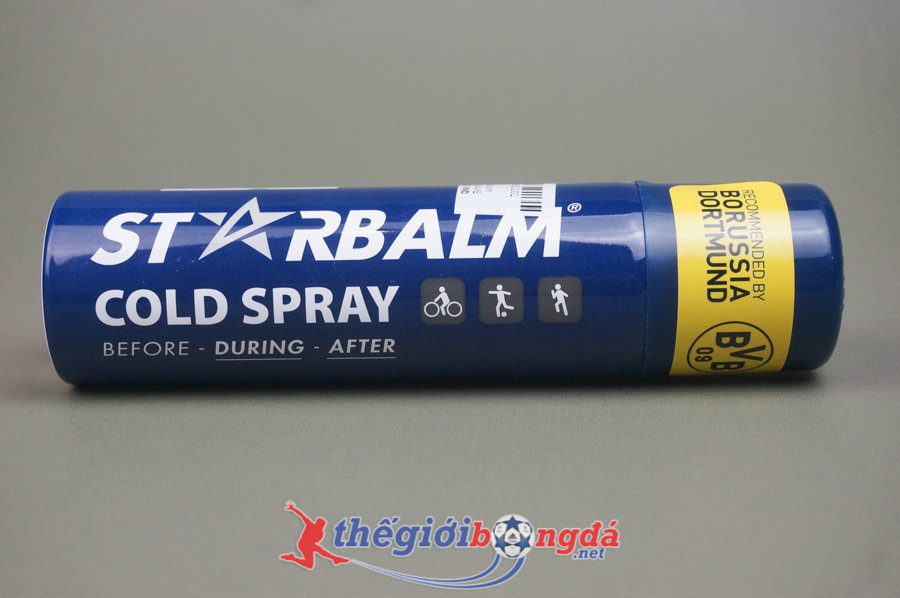 STARBALM®
COLD SPRAY
BEFORE - DURING - AFTER
RECOMMENDED BY
BORUSSIA
DORTMUND
BVB
09
thếgiớibóngđá
.net